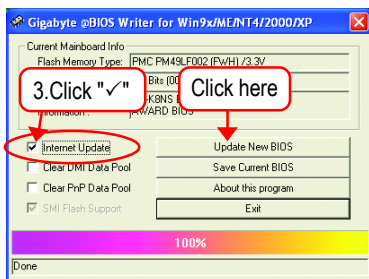 Gigabyte @BIOS Writer for Win9x/ME/NT4/2000/XP
Current Mainboard Info
Flash Memory Type: PMC PM49LF002 (FWH) /3.3V
Bits (00
3.Click "✓"
Click here
K8NS
AWARD BIOS
Internet Update
Update New BIOS
Clear DMI Data Pool
Save Current BIOS
Clear PnP Data Pool
About this program
SMI Flash Support
Exit
100%
Done